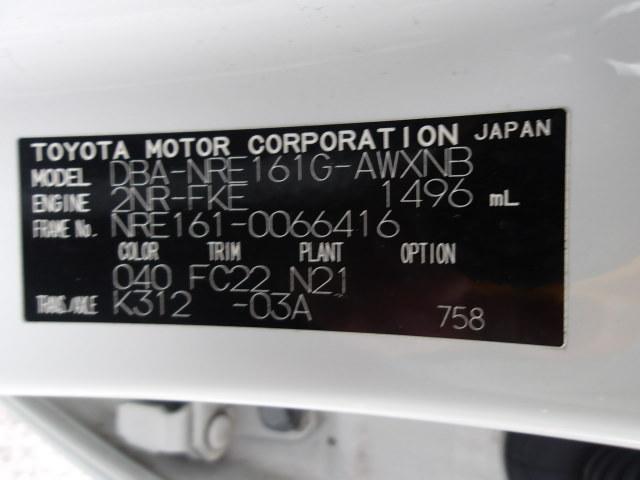 TOYOTA MOTOR CORPORATION JAPAN
MODEL DBA-NRE161G-AWXNB
ENGINE 2NR-FKE 1496 mL
FRAME No. NRE161-0066416
COLOR TRIM PLANT OPTION
040 FC22 N21
TRANS/AXLE K312 -03A 758